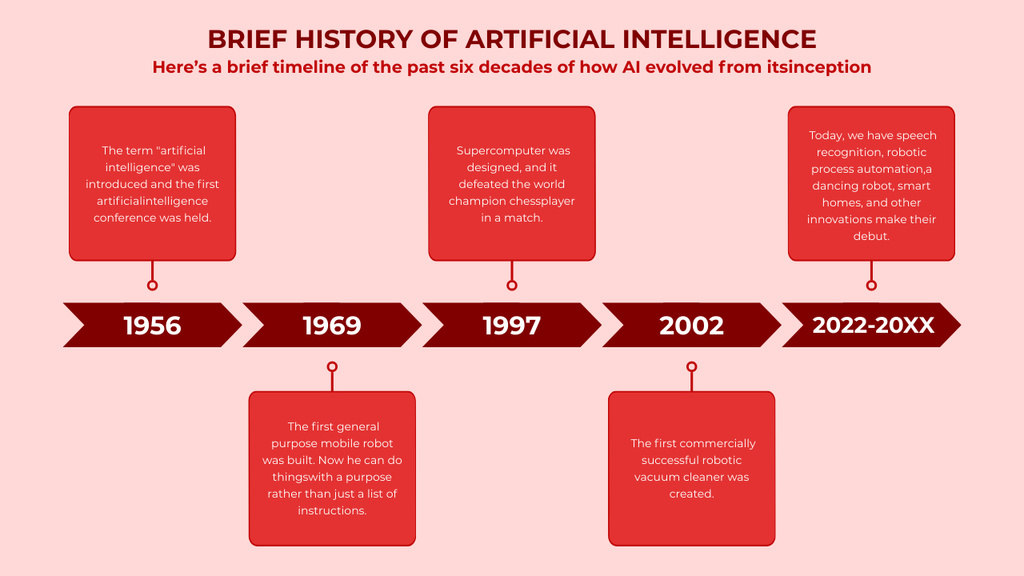 BRIEF HISTORY OF ARTIFICIAL INTELLIGENCE
Here's a brief timeline of the past six decades of how AI evolved from itsinception
The term "artificial
intelligence" was
introduced and the first
artificialintelligence
conference was held.
Supercomputer was
designed, and it
defeated the world
champion chessplayer
in a match.
Today, we have speech
recognition, robotic
process automation,a
dancing robot, smart
homes, and other
innovations make their
debut.
1956
1969
1997
2002
2022-20XX
The first general
purpose mobile robot
was built. Now he can do
thingswith a purpose
rather than just a list of
instructions.
The first commercially
successful robotic
vacuum cleaner was
created.